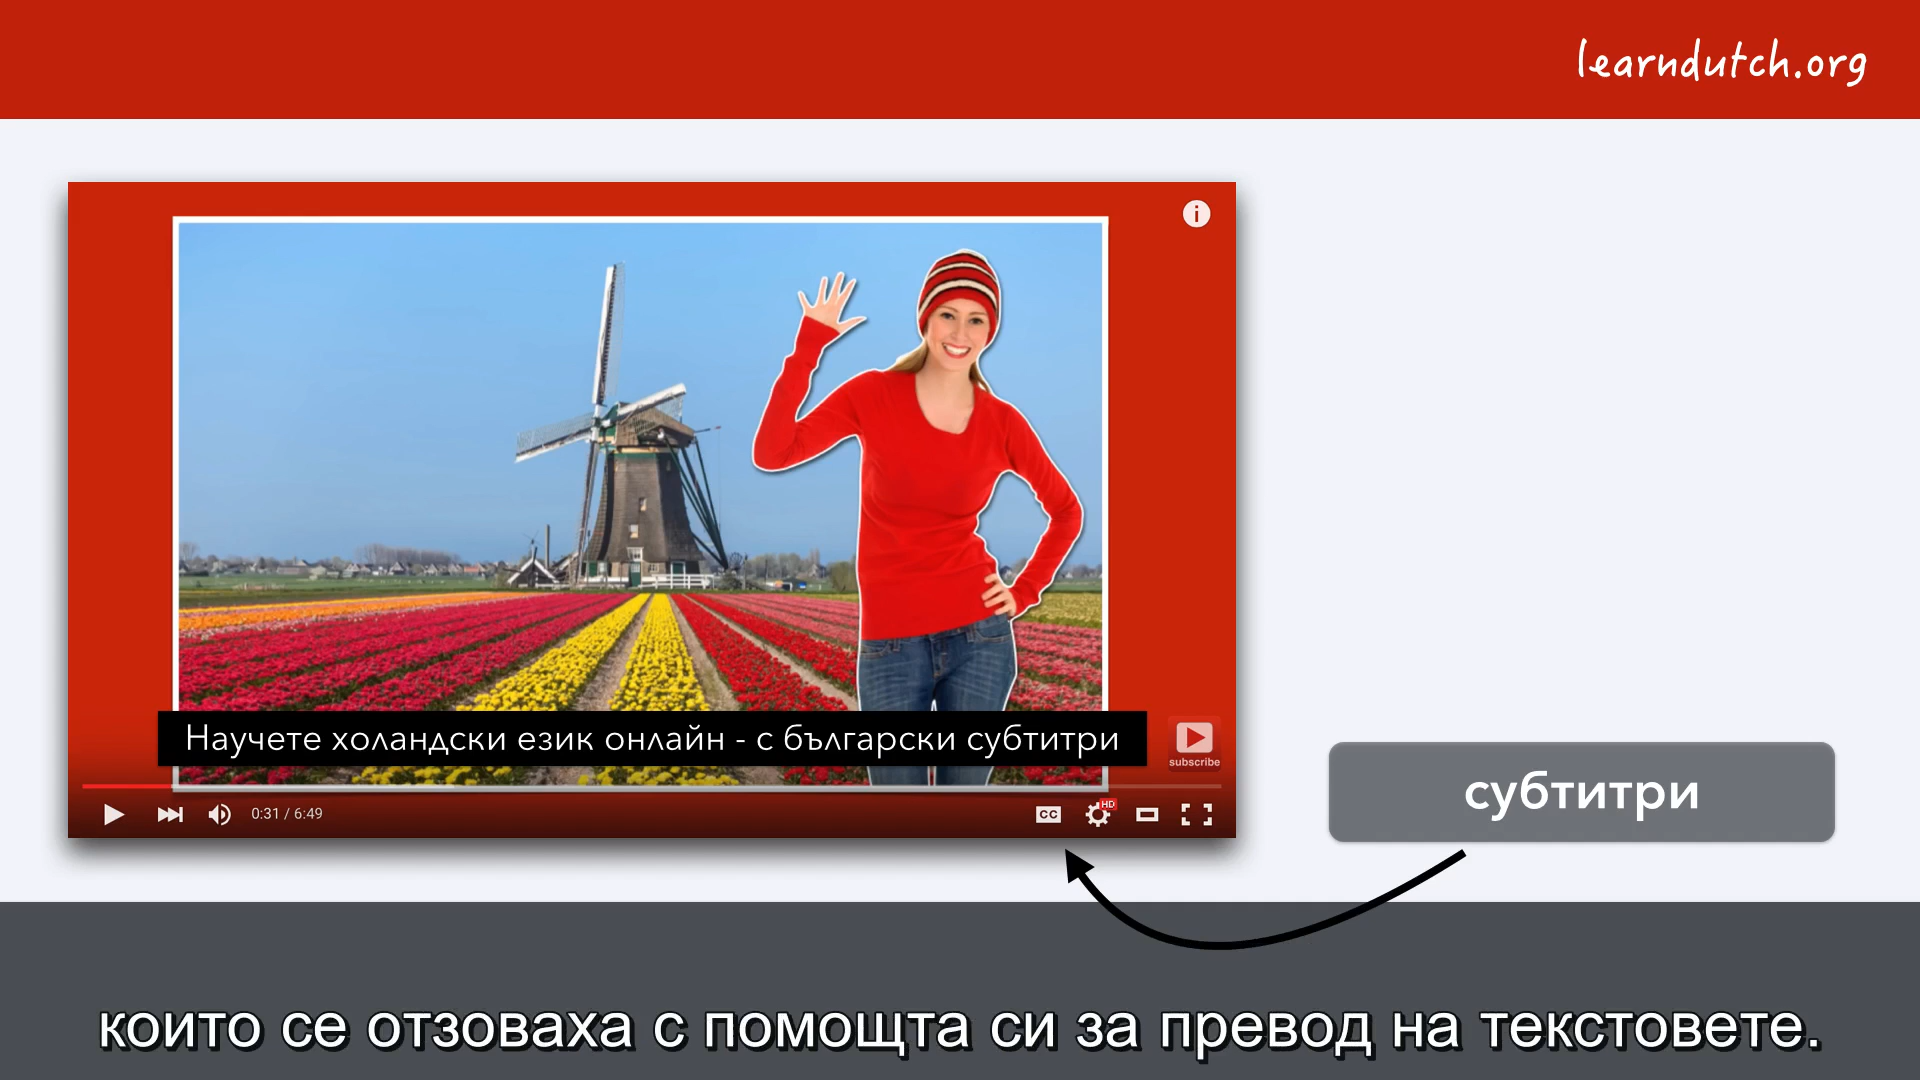 learndutch.org
i
Научете холандски език онлайн - с български субтитри
subscribe
0:31 / 6:49
CC
HD
субтитри
които се отзоваха с помощта си за превод на текстовете.